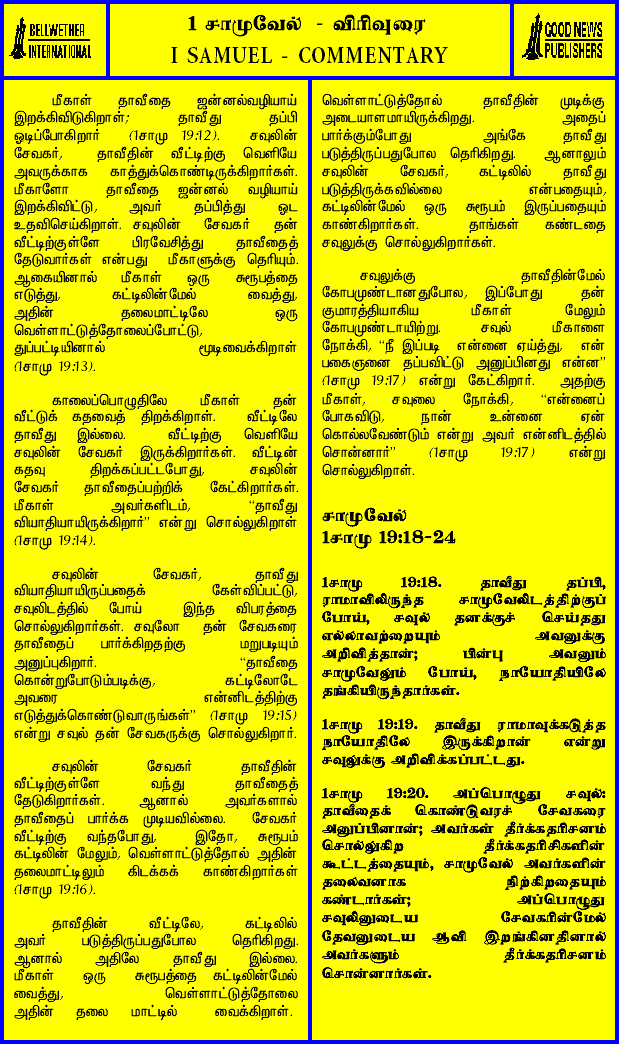 BELLWETHER
INTERNATIONAL
1 சாமுவேல் - விரிவுரை
I SAMUEL - COMMENTARY
GOOD NEWS
PUBLISHERS
மீகாள் தாவீதை ஜன்னல்வழியாய்
இறக்கிவிடுகிறாள்; தாவீது தப்பி
ஓடிப்போகிறார் (1சாமு 19:12). சவுலின்
சேவகர், தாவீதின் வீட்டிற்கு வெளியே
அவருக்காக காத்துக்கொண்டிருக்கிறார்கள்.
மீகாளோ தாவீதை ஜன்னல் வழியாய்
இறக்கிவிட்டு, அவர் தப்பித்து ஓட
உதவிசெய்கிறாள். சவுலின் சேவகர் தன்
வீட்டிற்குள்ளே பிரவேசித்து தாவீதைத்
தேடுவார்கள் என்பது மீகாளுக்கு தெரியும்.
ஆகையினால் மீகாள் ஒரு சுரூபத்தை
எடுத்து, கட்டிலின்மேல் வைத்து,
அதின் தலைமாட்டிலே ஒரு
வெள்ளாட்டுத்தோலைப்போட்டு,
துப்பட்டியினால் மூடிவைக்கிறாள்
(1சாமு 19:13).
காலைப்பொழுதிலே மீகாள் தன்
வீட்டுக் கதவைத் திறக்கிறாள். வீட்டிலே
தாவீது இல்லை. வீட்டிற்கு வெளியே
சவுலின் சேவகர் இருக்கிறார்கள். வீட்டின்
கதவு திறக்கப்பட்டபோது, சவுலின்
சேவகர் தாவீதைப்பற்றிக் கேட்கிறார்கள்.
மீகாள் அவர்களிடம், “தாவீது
வியாதியாயிருக்கிறார்” என்று சொல்லுகிறாள்
(1சாமு 19:14).
சவுலின் சேவகர், தாவீது
வியாதியாயிருப்பதைக் கேள்விப்பட்டு,
சவுலிடத்தில் போய் இந்த விபரத்தை
சொல்லுகிறார்கள். சவுலோ தன் சேவகரை
தாவீதைப் பார்க்கிறதற்கு மறுபடியும்
அனுப்புகிறார். “தாவீதை
கொன்றுபோடும்படிக்கு, கட்டிலோடே
அவரை என்னிடத்திற்கு
எடுத்துக்கொண்டுவாருங்கள்” (1சாமு 19:15)
என்று சவுல் தன் சேவகருக்கு சொல்லுகிறார்.
சவுலின் சேவகர் தாவீதின்
வீட்டிற்குள்ளே வந்து தாவீதைத்
தேடுகிறார்கள். ஆனால் அவர்களால்
தாவீதைப் பார்க்க முடியவில்லை. சேவகர்
வீட்டிற்கு வந்தபோது, இதோ, சுரூபம்
கட்டிலின் மேலும், வெள்ளாட்டுத்தோல் அதின்
தலைமாட்டிலும் கிடக்கக் காண்கிறார்கள்
(1சாமு 19:16).
தாவீதின் வீட்டிலே, கட்டிலில்
அவர் படுத்திருப்பதுபோல தெரிகிறது.
ஆனால் அதிலே தாவீது இல்லை.
மீகாள் ஒரு சுரூபத்தை கட்டிலின்மேல்
வைத்து, வெள்ளாட்டுத்தோலை
அதின் தலை மாட்டில் வைக்கிறாள்.
வெள்ளாட்டுத்தோல் தாவீதின் முடிக்கு
அடையாளமாயிருக்கிறது. அதைப்
பார்க்கும்போது அங்கே தாவீது
படுத்திருப்பதுபோல தெரிகிறது. ஆனாலும்
சவுலின் சேவகர், கட்டிலில் தாவீது
படுத்திருக்கவில்லை என்பதையும்,
கட்டிலின்மேல் ஒரு சுரூபம் இருப்பதையும்
காண்கிறார்கள். தாங்கள் கண்டதை
சவுலுக்கு சொல்லுகிறார்கள்.
சவுலுக்கு தாவீதின்மேல்
கோபமுண்டானதுபோல, இப்போது தன்
குமாரத்தியாகிய மீகாள் மேலும்
கோபமுண்டாயிற்று. சவுல் மீகாளை
நோக்கி, “நீ இப்படி என்னை ஏய்த்து, என்
பகைஞனை தப்பவிட்டு அனுப்பினது என்ன”
(1சாமு 19:17) என்று கேட்கிறார். அதற்கு
மீகாள், சவுலை நோக்கி, “என்னைப்
போகவிடு, நான் உன்னை ஏன்
கொல்லவேண்டும் என்று அவர் என்னிடத்தில்
சொன்னார்” (1சாமு 19:17) என்று
சொல்லுகிறாள்.
சாமுவேல்
1சாமு 19:18-24
1சாமு 19:18. தாவீது தப்பி,
ராமாவிலிருந்த சாமுவேலிடத்திற்குப்
போய், சவுல் தனக்குச் செய்தது
எல்லாவற்றையும் அவனுக்கு
அறிவித்தான்; பின்பு அவனும்
சாமுவேலும் போய், நாயோதியிலே
தங்கியிருந்தார்கள்.
1சாமு 19:19. தாவீது ராமாவுக்கடுத்த
நாயோதிலே இருக்கிறான் என்று
சவுலுக்கு அறிவிக்கப்பட்டது.
1சாமு 19:20. அப்பொழுது சவுல்:
தாவீதைக் கொண்டுவரச் சேவகரை
அனுப்பினான்; அவர்கள் தீர்க்கதரிசனம்
சொல்லுகிற தீர்க்கதரிசிகளின்
கூட்டத்தையும், சாமுவேல் அவர்களின்
தலைவனாக நிற்கிறதையும்
கண்டார்கள்; அப்பொழுது
சவுலினுடைய சேவகரின்மேல்
தேவனுடைய ஆவி இறங்கினதினால்
அவர்களும் தீர்க்கதரிசனம்
சொன்னார்கள்.